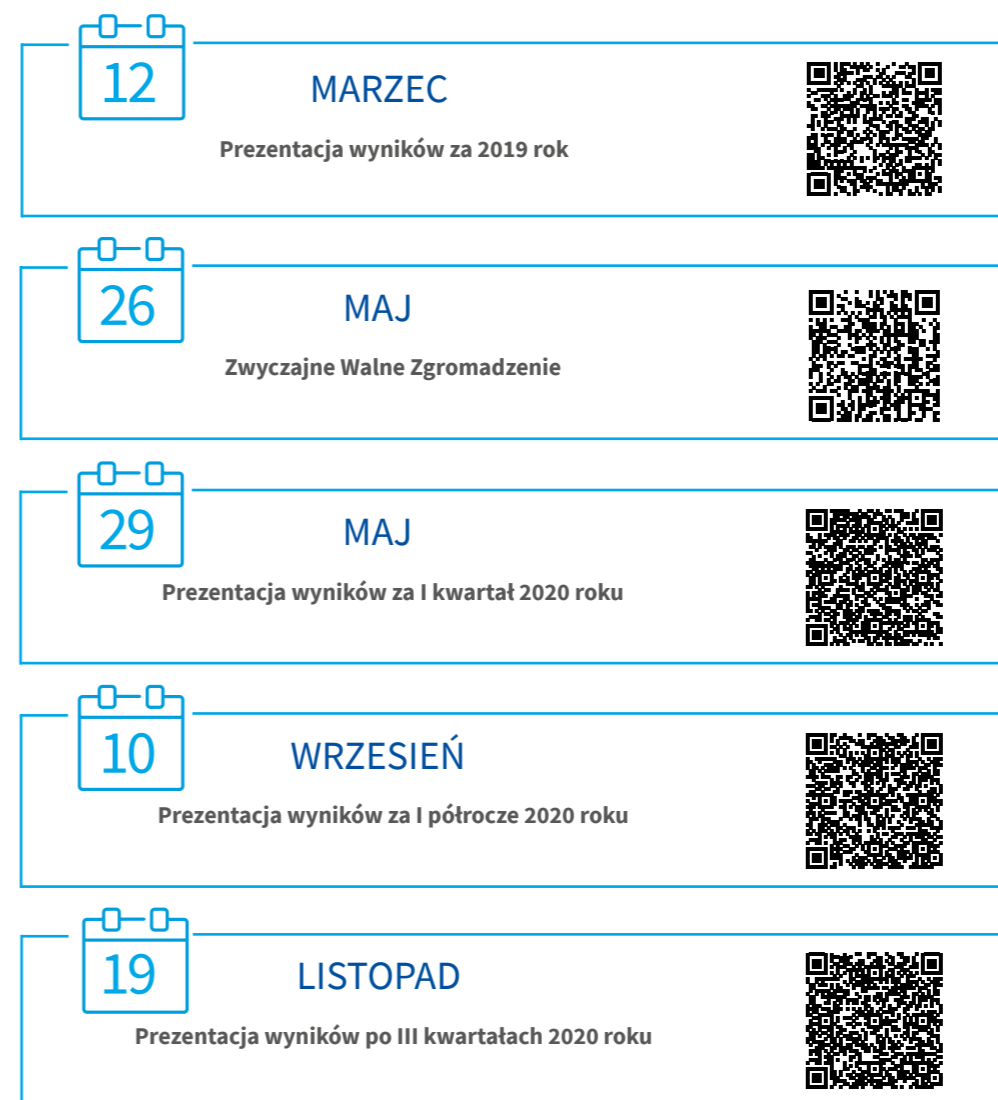 12
MARZEC
Prezentacja wyników za 2019 rok
26
MAJ
Zwyczajne Walne Zgromadzenie
29
MAJ
Prezentacja wyników za I kwartał 2020 roku
10
WRZESIEŃ
Prezentacja wyników za I półrocze 2020 roku
19
LISTOPAD
Prezentacja wyników po III kwartałach 2020 roku